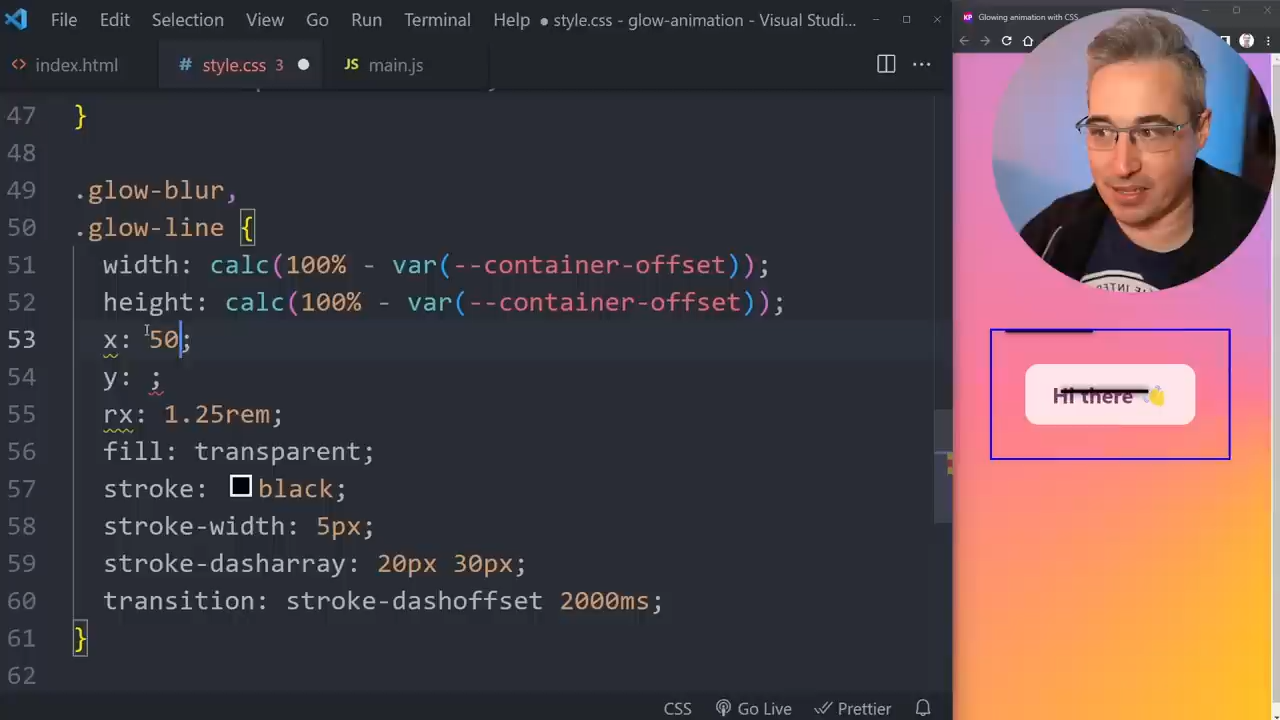 File Edit Selection View Go Run Terminal Help ● style.css - glow-animation - Visual Studi...
Glowing animation with CSS
<> index.html # style.css 3 ● JS main.js ...
47 }
48
49 .glow-blur,
50 .glow-line {
51 width: calc(100% - var(--container-offset));
52 height: calc(100% - var(--container-offset));
53 x: 50;
54 y: ;
55 rx: 1.25rem;
56 fill: transparent;
57 stroke: black;
58 stroke-width: 5px;
59 stroke-dasharray: 20px 30px;
60 transition: stroke-dashoffset 2000ms;
61 }
62
Hi there 👋
CSS Go Live Prettier